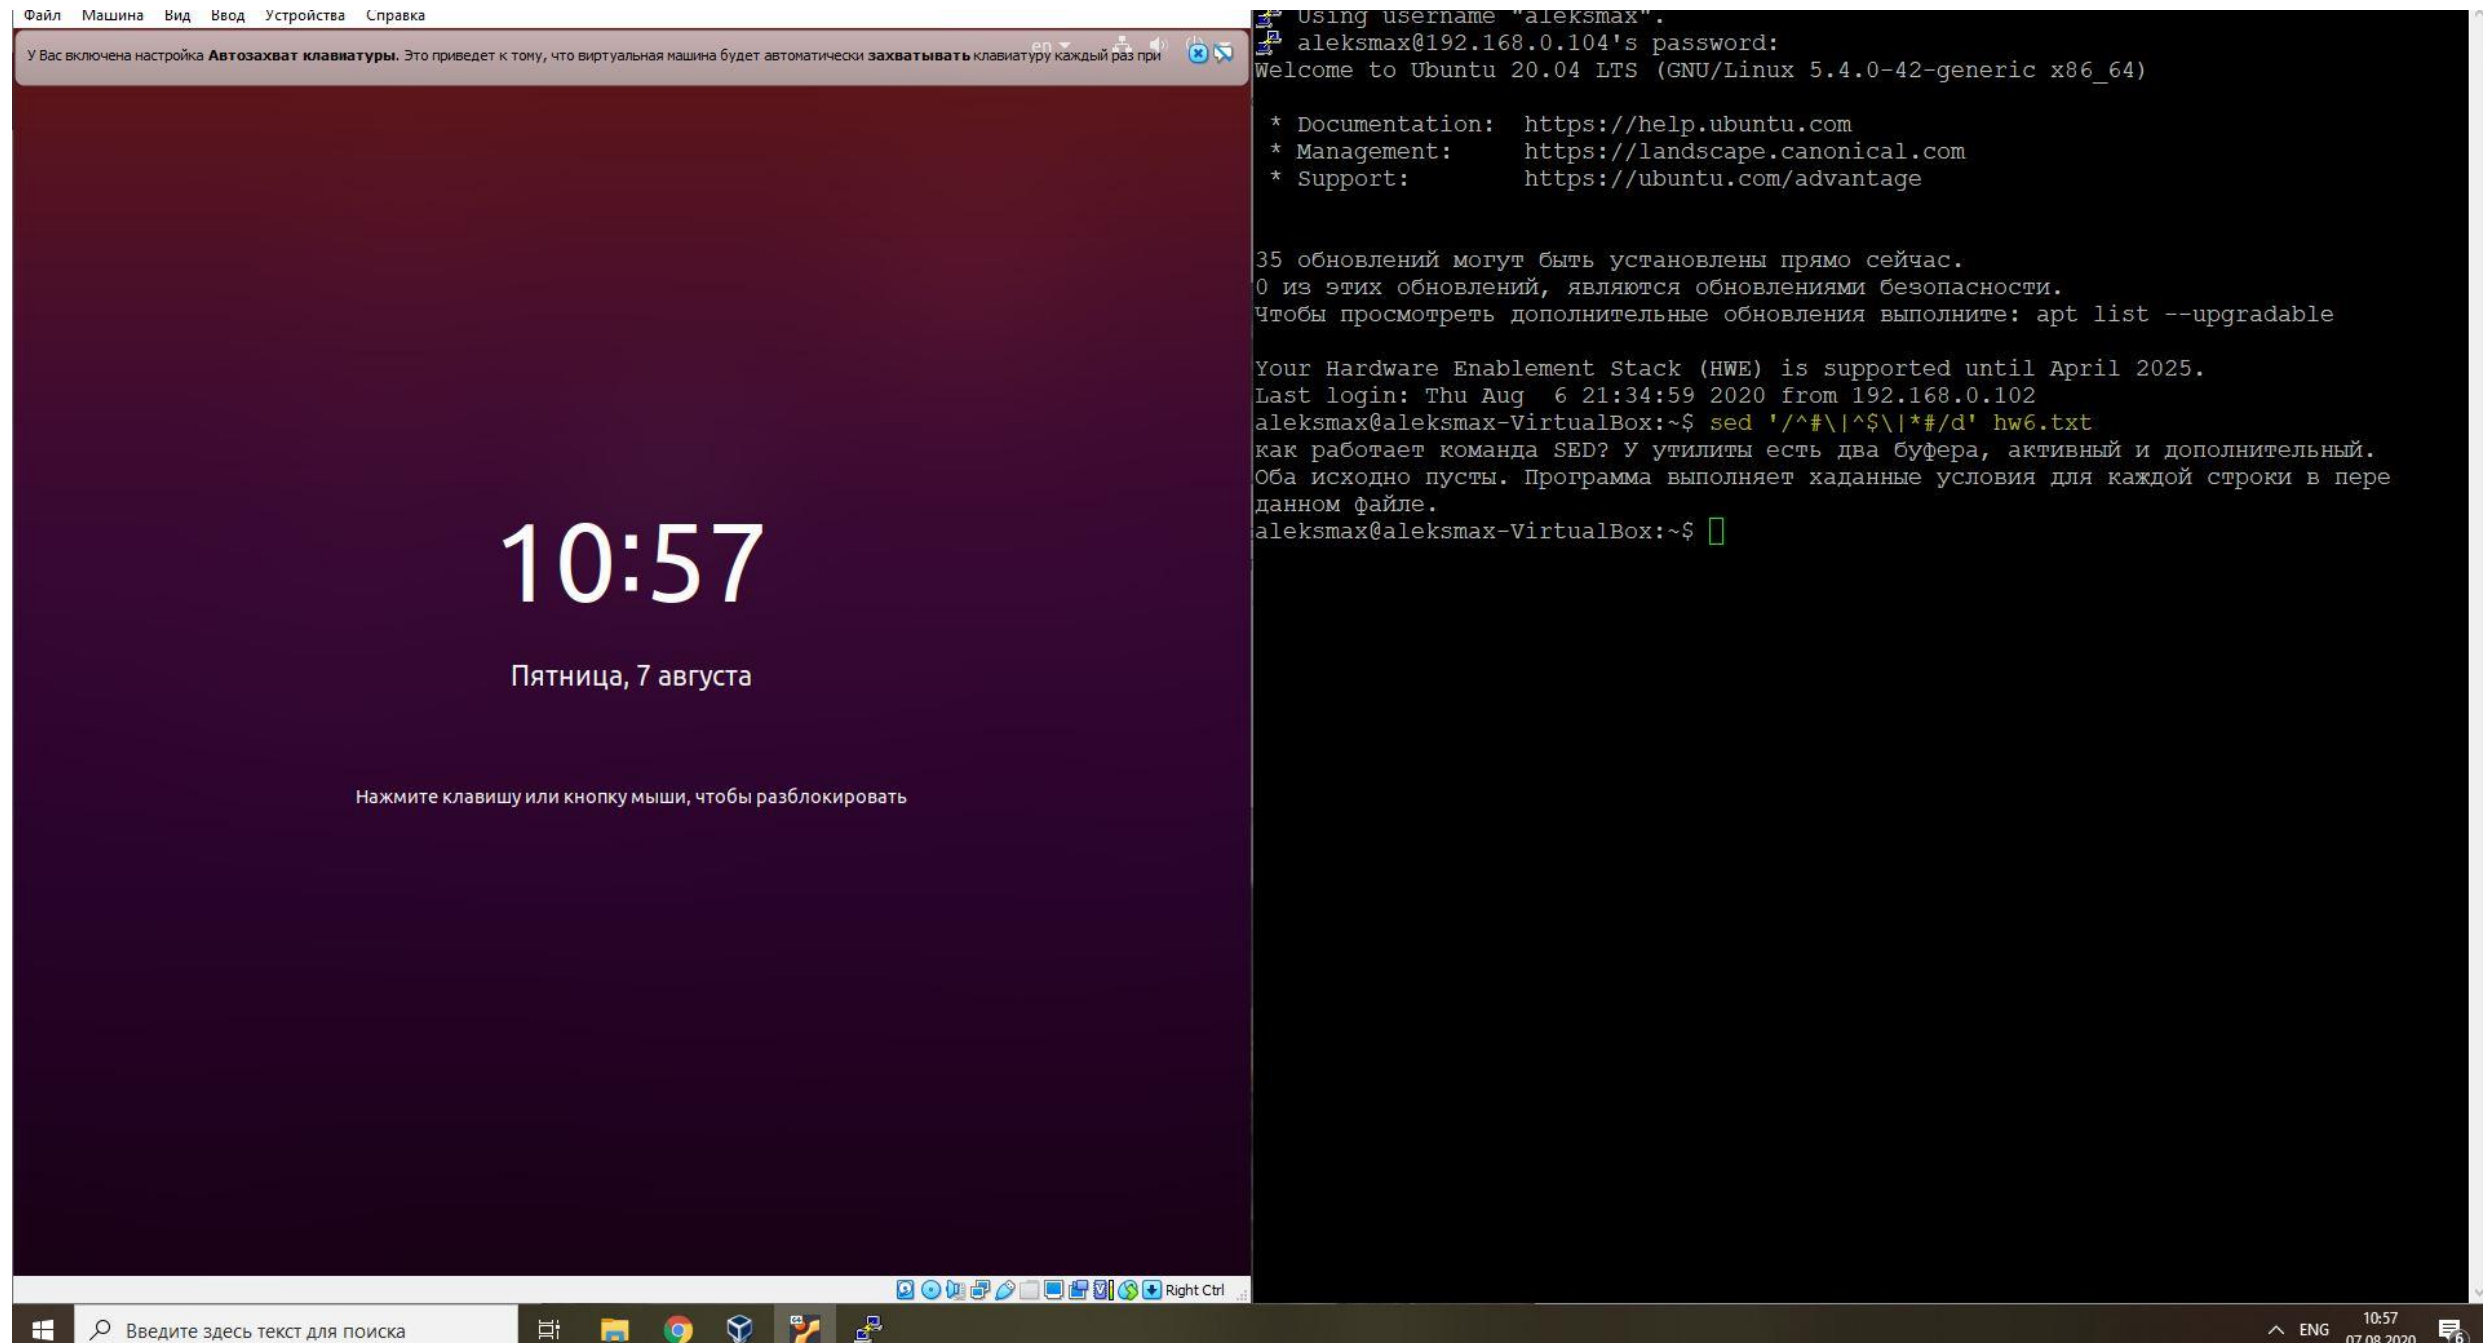 Файл Машина Вид Ввод Устройства Справка
У Вас включена настройка Автозахват клавиатуры. Это приведет к тому, что виртуальная машина будет автоматически захватывать клавиатуру каждый раз при
en
10:57
Пятница, 7 августа
Нажмите клавишу или кнопку мыши, чтобы разблокировать
Right Ctrl
Using username "aleksmax".
aleksmax@192.168.0.104's password:
Welcome to Ubuntu 20.04 LTS (GNU/Linux 5.4.0-42-generic x86_64)
* Documentation: https://help.ubuntu.com
* Management: https://landscape.canonical.com
* Support: https://ubuntu.com/advantage
35 обновлений могут быть установлены прямо сейчас.
0 из этих обновлений, являются обновлениями безопасности.
Чтобы просмотреть дополнительные обновления выполните: apt list --upgradable
Your Hardware Enablement Stack (HWE) is supported until April 2025.
Last login: Thu Aug  6 21:34:59 2020 from 192.168.0.102
aleksmax@aleksmax-VirtualBox:~$ sed '/^#\|^$\|*#/d' hw6.txt
как работает команда SED? У утилиты есть два буфера, активный и дополнительный.
Оба исходно пусты. Программа выполняет хаданные условия для каждой строки в пере
данном файле.
aleksmax@aleksmax-VirtualBox:~$
Введите здесь текст для поиска
ENG
10:57
07.08.2020
6